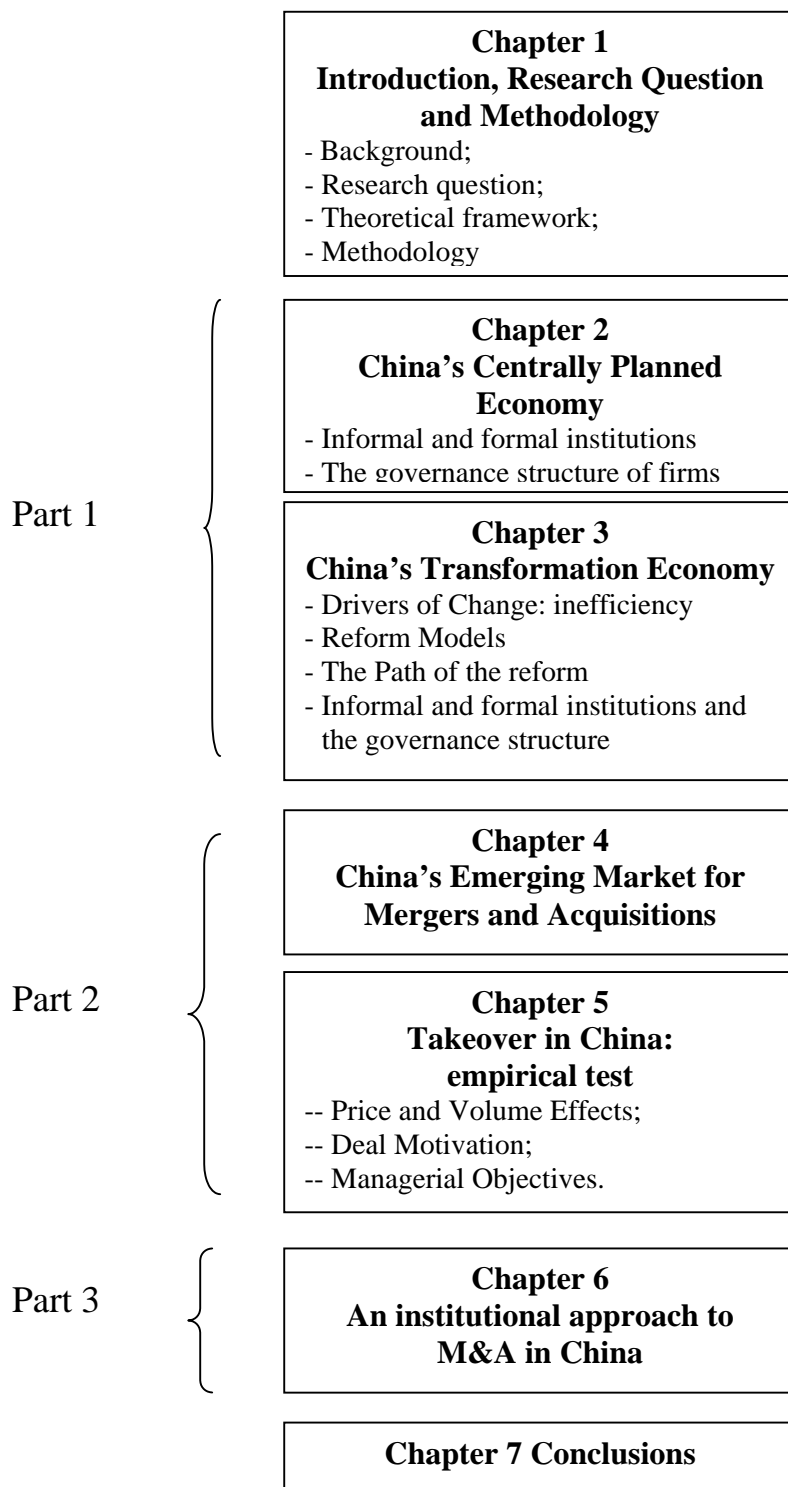 Chapter 1
Introduction, Research Question
and Methodology
- Background;
- Research question;
- Theoretical framework;
- Methodology
Part 1
Chapter 2
China’s Centrally Planned
Economy
- Informal and formal institutions
- The governance structure of firms
Chapter 3
China’s Transformation Economy
- Drivers of Change: inefficiency
- Reform Models
- The Path of the reform
- Informal and formal institutions and
the governance structure
Part 2
Chapter 4
China’s Emerging Market for
Mergers and Acquisitions
Chapter 5
Takeover in China:
empirical test
-- Price and Volume Effects;
-- Deal Motivation;
-- Managerial Objectives.
Part 3
Chapter 6
An institutional approach to
M&A in China
Chapter 7 Conclusions